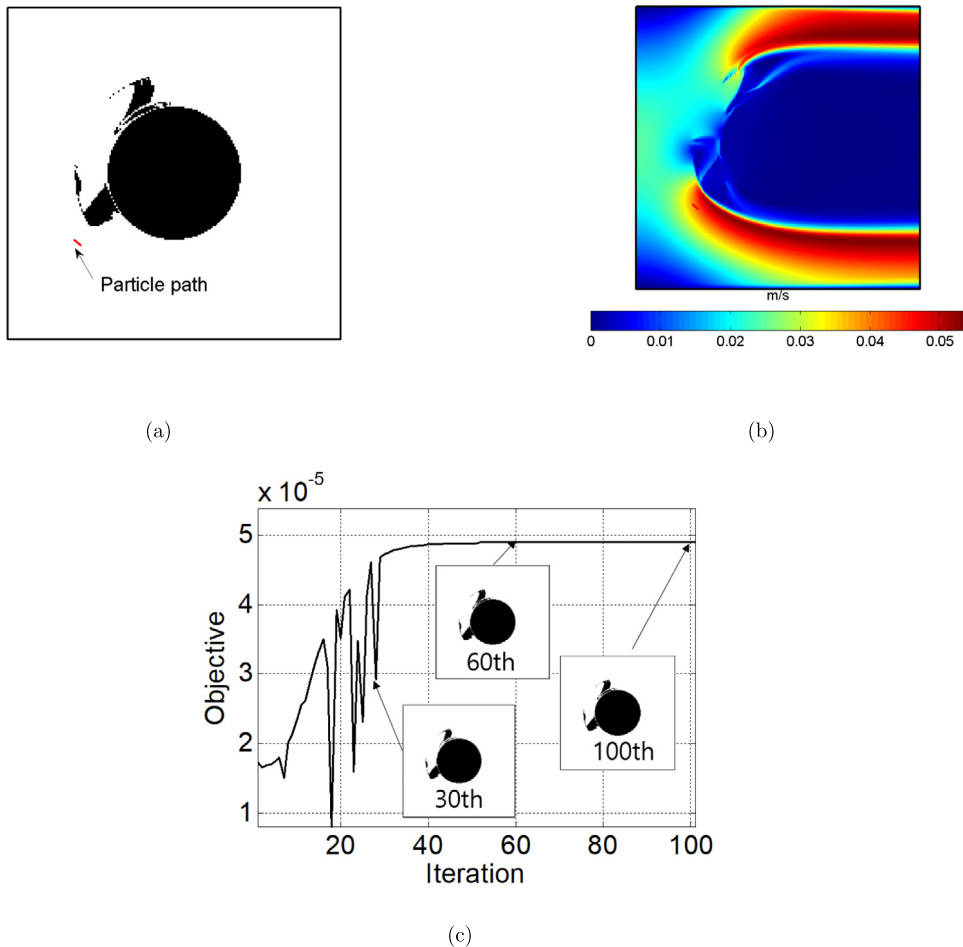 Particle path
m/s
0 0.01 0.02 0.03 0.04 0.05
(a)
(b)
x 10⁻⁵
5
4
3
2
1
Objective
60th
30th
100th
20 40 60 80 100
Iteration
(c)